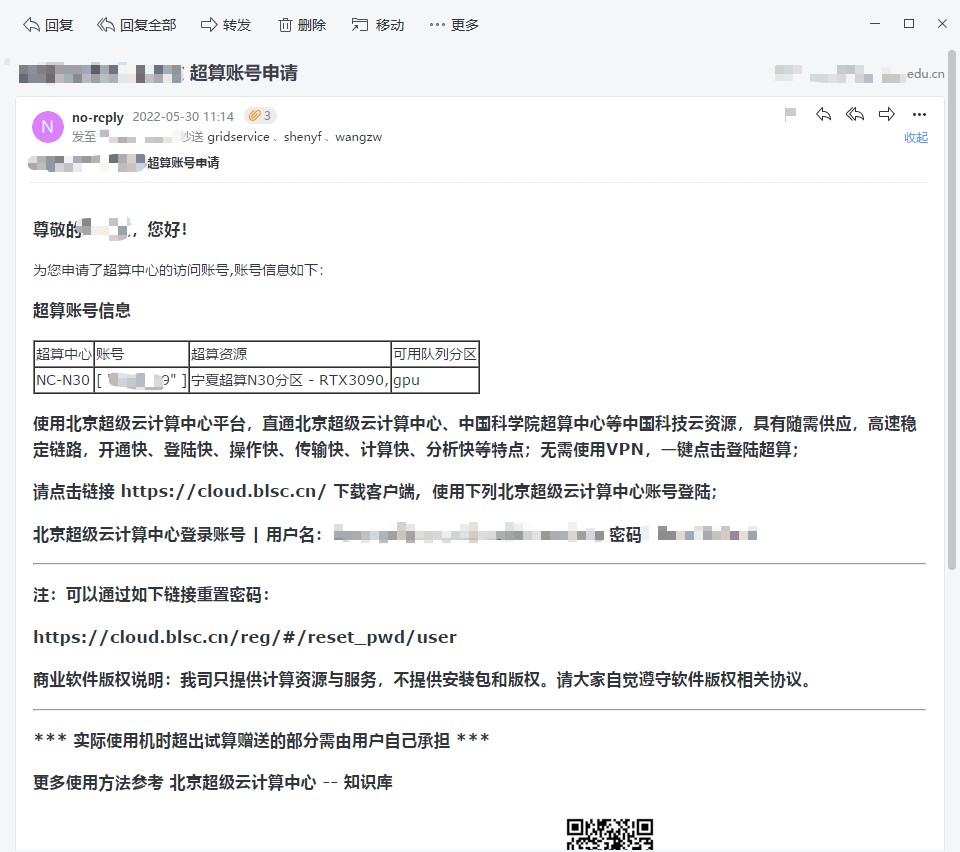 回复 回复全部 转发 删除 移动 ··· 更多
超算账号申请
edu.cn
N no-reply 2022-05-30 11:14 3
发至 抄送 gridservice 、shenyf 、wangzw
收起
超算账号申请
尊敬的 ，您好！
为您申请了超算中心的访问账号,账号信息如下：
超算账号信息
超算中心 账号 超算资源 可用队列分区
NC-N30 [ " 9" ] 宁夏超算N30分区 - RTX3090, gpu
使用北京超级云计算中心平台，直通北京超级云计算中心、中国科学院超算中心等中国科技云资源，具有随需供应，高速稳
定链路，开通快、登陆快、操作快、传输快、计算快、分析快等特点；无需使用VPN，一键点击登陆超算；
请点击链接 https://cloud.blsc.cn/ 下载客户端，使用下列北京超级云计算中心账号登陆；
北京超级云计算中心登录账号 | 用户名： 密码
注：可以通过如下链接重置密码：
https://cloud.blsc.cn/reg/#/reset_pwd/user
商业软件版权说明：我司只提供计算资源与服务，不提供安装包和版权。请大家自觉遵守软件版权相关协议。
*** 实际使用机时超出试算赠送的部分需由用户自己承担 ***
更多使用方法参考 北京超级云计算中心 -- 知识库